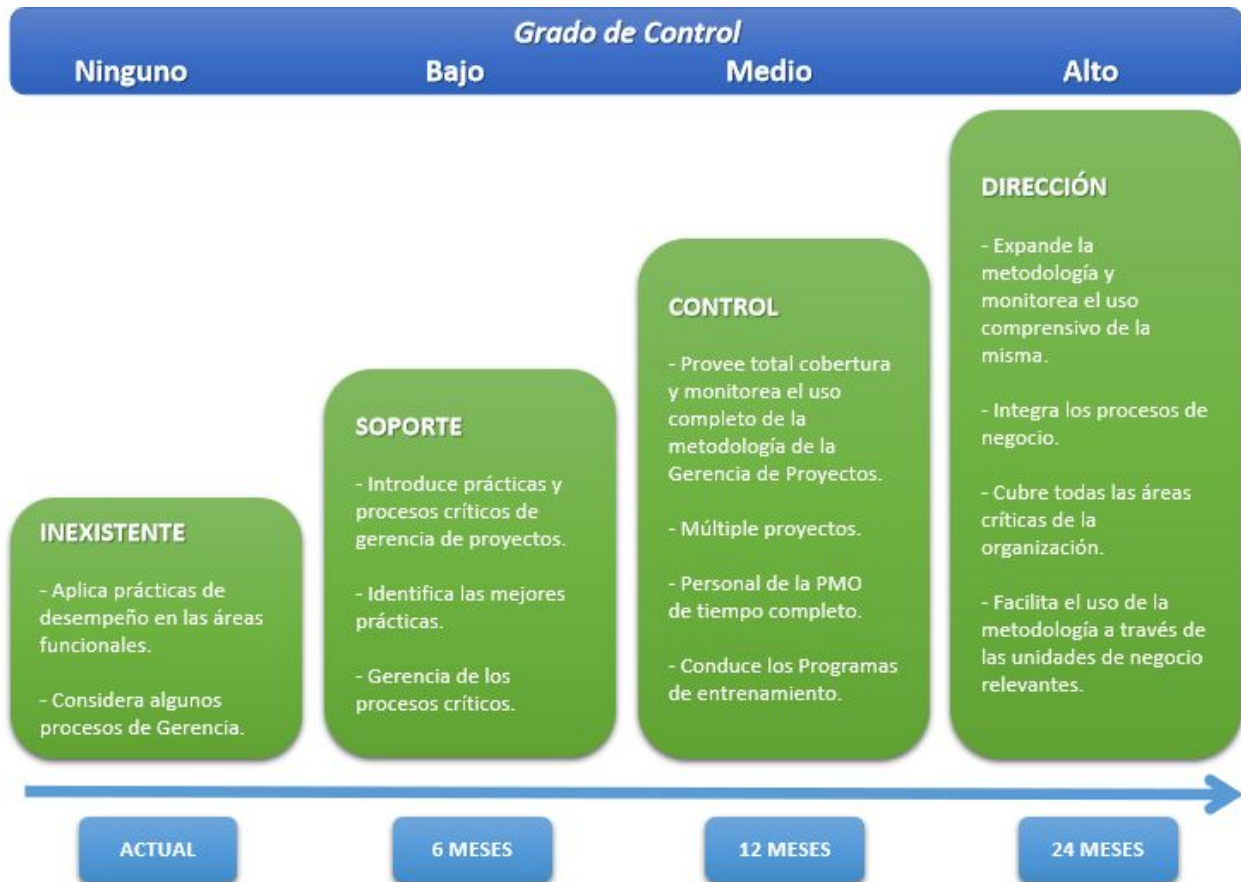 Grado de Control
Ninguno Bajo Medio Alto
INEXISTENTE
- Aplica prácticas de
desempeño en las áreas
funcionales.
- Considera algunos
procesos de Gerencia.
SOPORTE
- Introduce prácticas y
procesos críticos de
gerencia de proyectos.
- Identifica las mejores
prácticas.
- Gerencia de los
procesos críticos.
CONTROL
- Provee total cobertura
y monitorea el uso
completo de la
metodología de la
Gerencia de Proyectos.
- Múltiple proyectos.
- Personal de la PMO
de tiempo completo.
- Conduce los Programas
de entrenamiento.
DIRECCIÓN
- Expande la
metodología y
monitorea el uso
comprensivo de la
misma.
- Integra los procesos de
negocio.
- Cubre todas las áreas
críticas de la
organización.
- Facilita el uso de la
metodología a través de
las unidades de negocio
relevantes.
ACTUAL 6 MESES 12 MESES 24 MESES